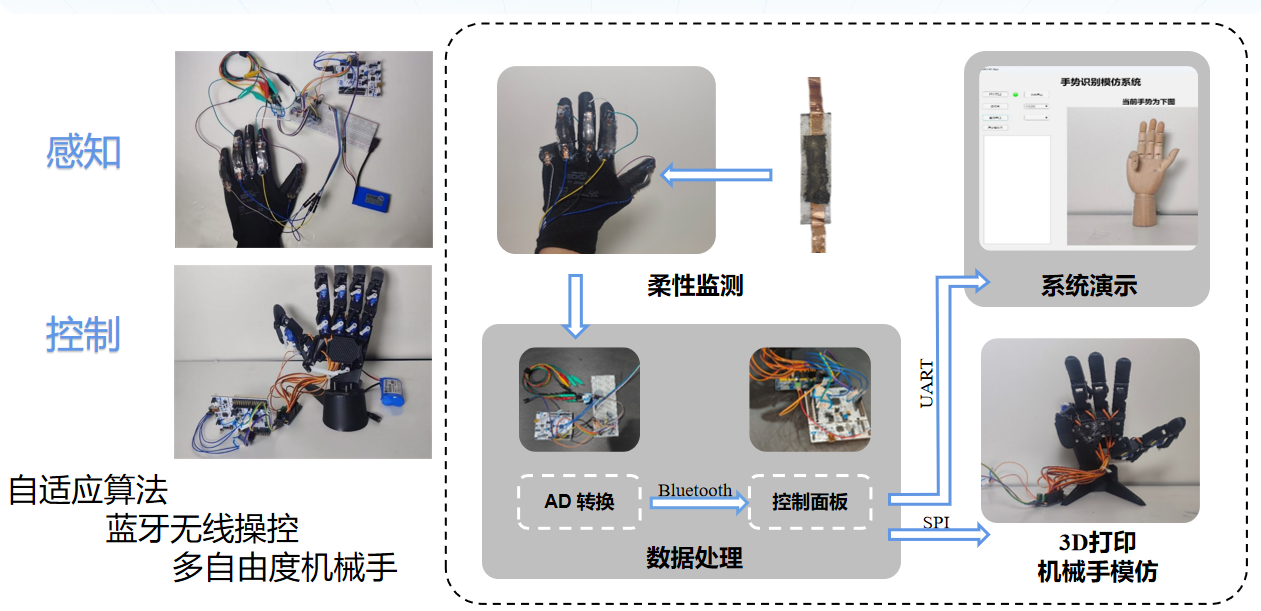 感知
控制
自适应算法
蓝牙无线操控
多自由度机械手
柔性监测
手势识别模仿系统
当前手势为下图
系统演示
AD 转换
Bluetooth
控制面板
数据处理
UART
SPI
3D打印
机械手模仿